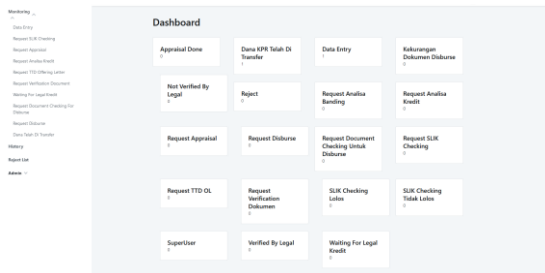 Monitoring
Data Entry
Request SLIK Checking
Request Appraisal
Request Analisa Kredit
Request TTD Offering Letter
Request Verification Document
Waiting For Legal Kredit
Request Document Checking For
Disburse
Request Disburse
Dana Telah Di Transfer
History
Reject List
Admin
Dashboard
Appraisal Done
0
Dana KPR Telah Di
Transfer
1
Data Entry
1
Kekurangan
Dokumen Disburse
0
Not Verified By
Legal
0
Reject
0
Request Analisa
Banding
0
Request Analisa
Kredit
0
Request Appraisal
0
Request Disburse
0
Request Document
Checking Untuk
Disburse
0
Request SLIK
Checking
0
Request TTD OL
0
Request
Verification
Dokumen
0
SLIK Checking
Lolos
0
SLIK Checking
Tidak Lolos
0
SuperUser
0
Verified By Legal
0
Waiting For Legal
Kredit
0